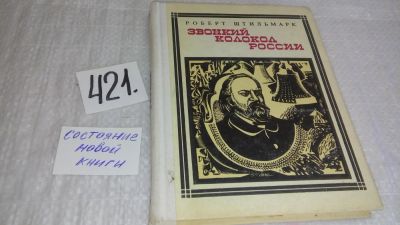 РОБЕРТ ШТИЛЬМАРК
ЗВОНКИЙ
КОЛОКОЛ
РОССИИ
421.
состояние
новой
книги